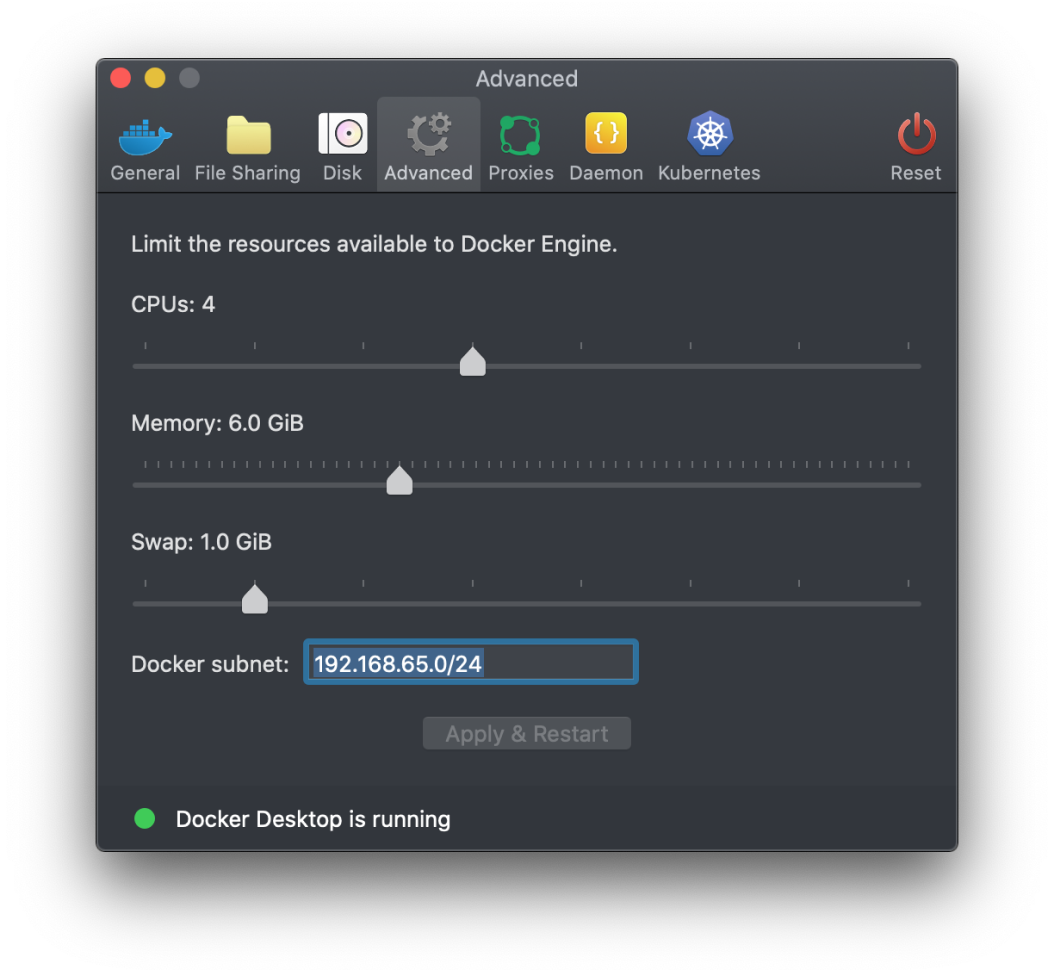 Advanced
General File Sharing Disk Advanced Proxies Daemon Kubernetes Reset
Limit the resources available to Docker Engine.
CPUs: 4
Memory: 6.0 GiB
Swap: 1.0 GiB
Docker subnet: 192.168.65.0/24
Apply & Restart
Docker Desktop is running